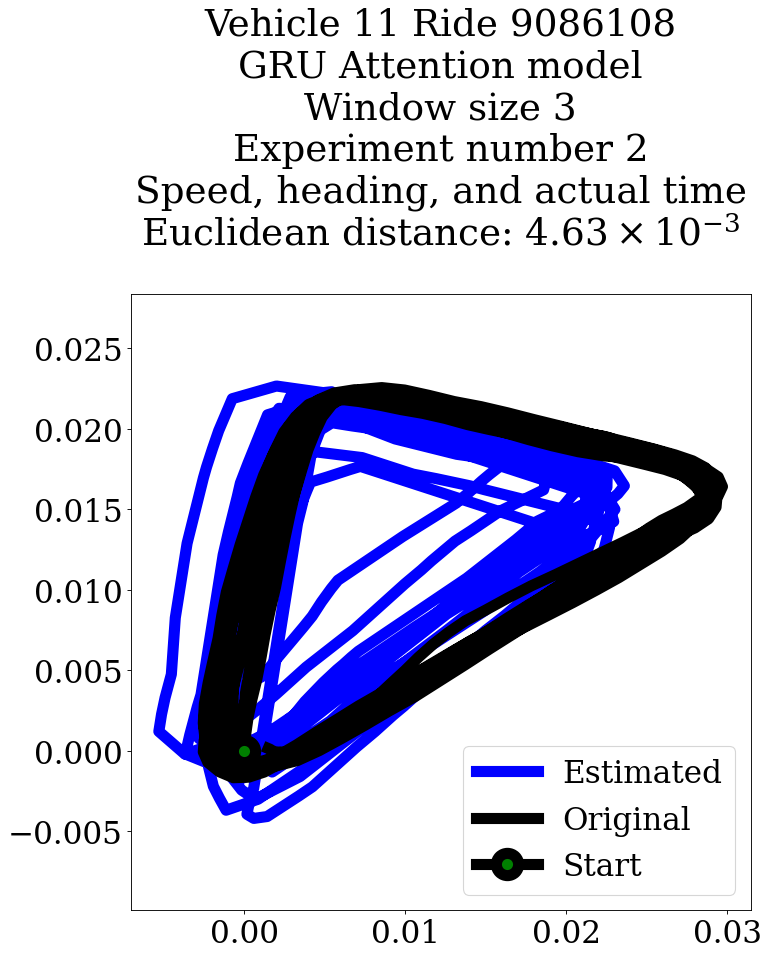 Vehicle 11 Ride 9086108
GRU Attention model
Window size 3
Experiment number 2
Speed, heading, and actual time
Euclidean distance: 4.63 × 10⁻³
0.025
0.020
0.015
0.010
0.005
0.000
−0.005
Estimated
Original
Start
0.00 0.01 0.02 0.03